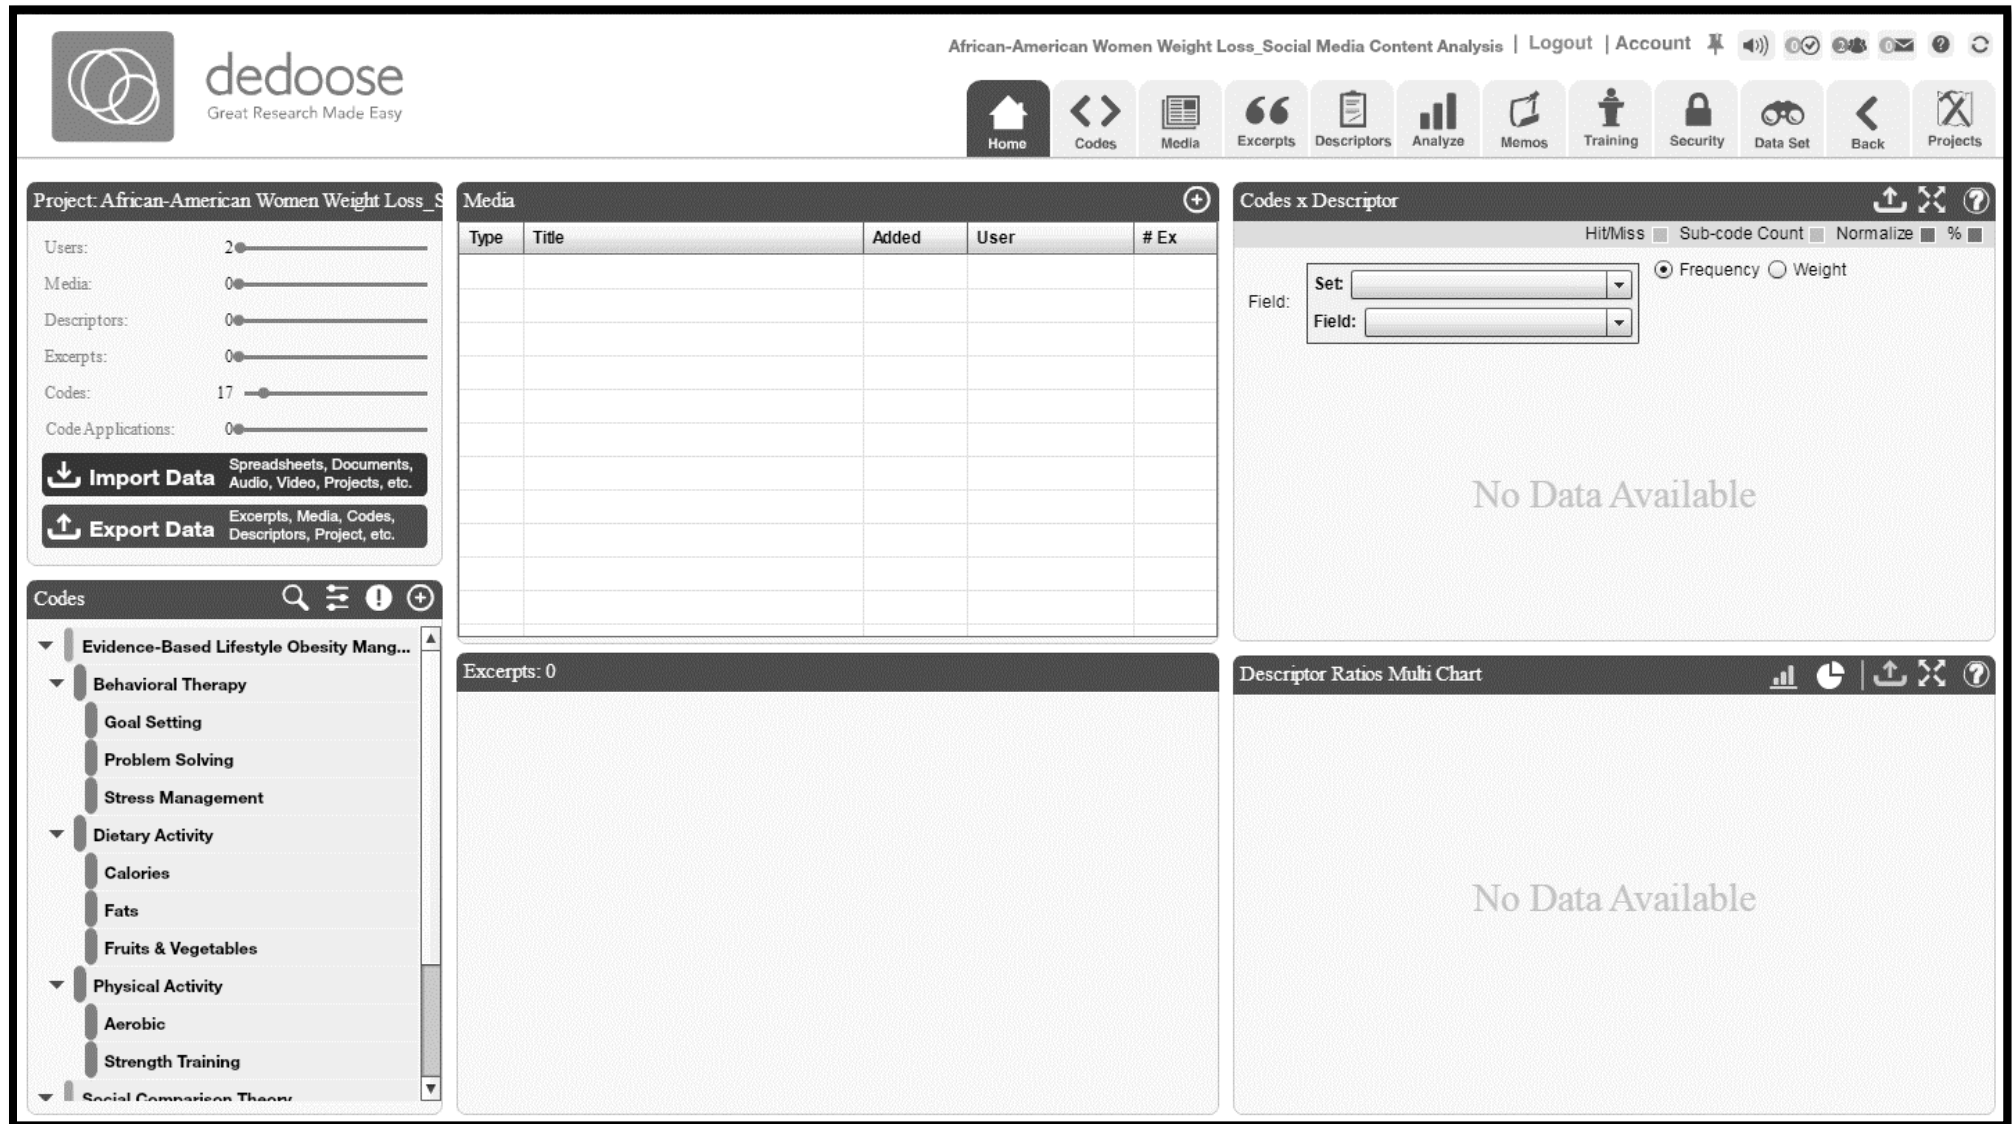 dedoose
Great Research Made Easy
African-American Women Weight Loss_Social Media Content Analysis | Logout | Account 0 2 0 ?
Home Codes Media Excerpts Descriptors Analyze Memos Training Security Data Set Back Projects
Project: African-American Women Weight Loss_S
Users: 2
Media: 0
Descriptors: 0
Excerpts: 0
Codes: 17
Code Applications: 0
Import Data Spreadsheets, Documents,
Audio, Video, Projects, etc.
Export Data Excerpts, Media, Codes,
Descriptors, Project, etc.
Codes
Evidence-Based Lifestyle Obesity Mang...
Behavioral Therapy
Goal Setting
Problem Solving
Stress Management
Dietary Activity
Calories
Fats
Fruits & Vegetables
Physical Activity
Aerobic
Strength Training
Social Comparison Theory
Media
Type Title Added User # Ex
Excerpts: 0
Codes x Descriptor ?
Hit/Miss Sub-code Count Normalize %
Field:
Set:
Field:
Frequency Weight
No Data Available
Descriptor Ratios Multi Chart ?
No Data Available